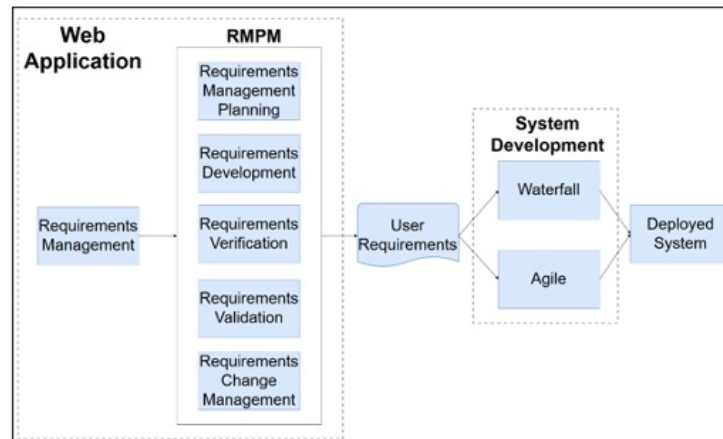 Web
Application
RMPM
Requirements
Management
Planning
Requirements
Development
Requirements
Management
Requirements
Verification
Requirements
Validation
Requirements
Change
Management
User
Requirements
System
Development
Waterfall
Agile
Deployed
System